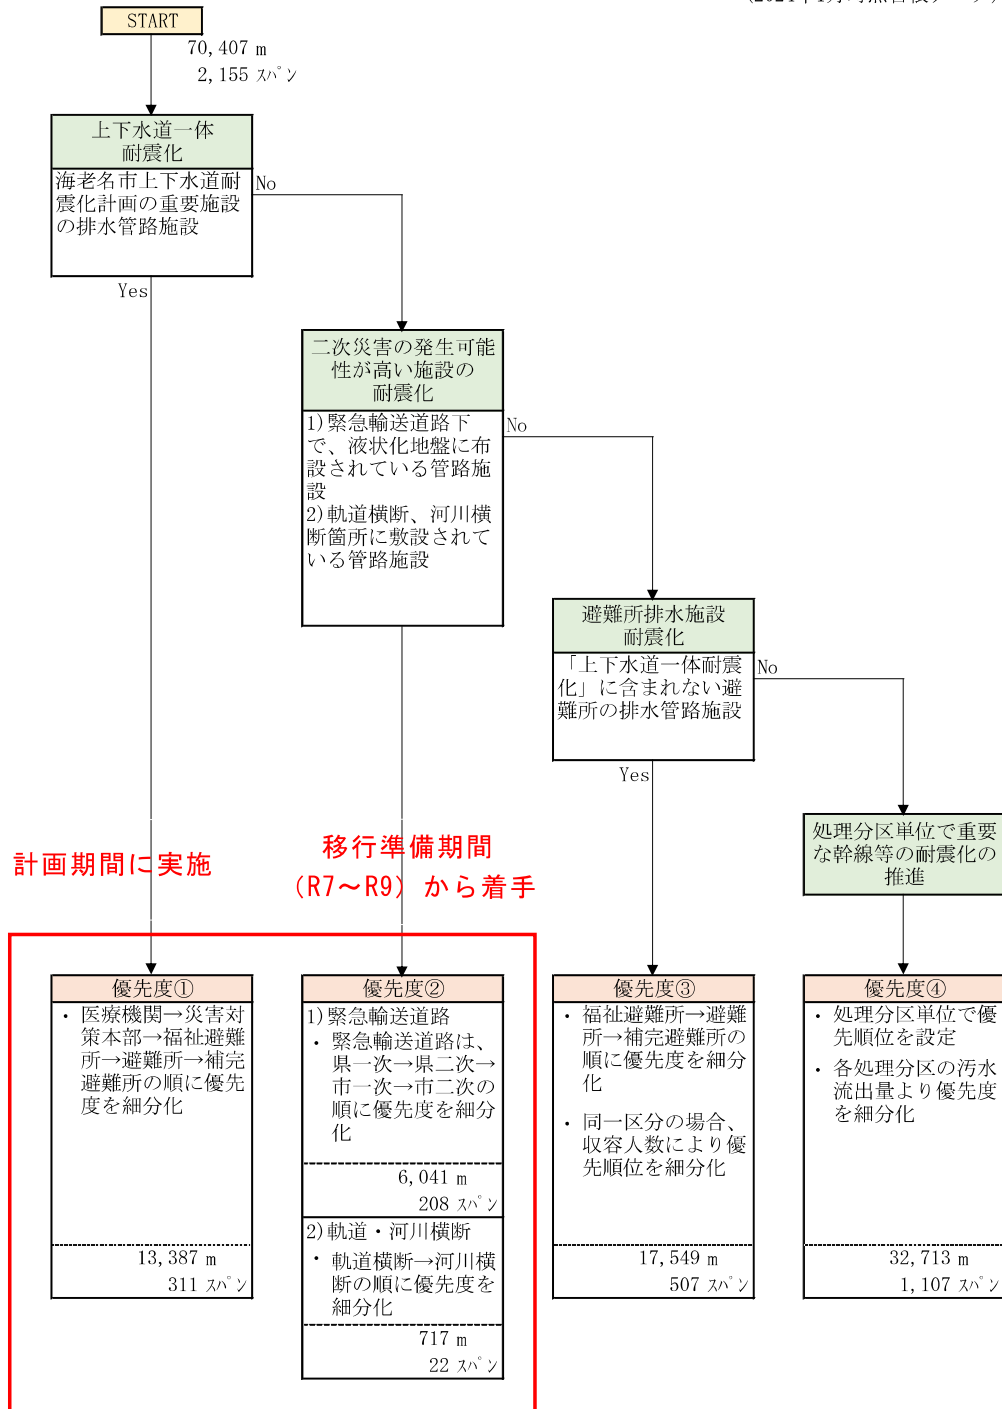 START
70,407 m
2,155 ｽﾊﾟﾝ
上下水道一体
耐震化
海老名市上下水道耐
震化計画の重要施設
の排水管路施設
No
Yes
二次災害の発生可能
性が高い施設の
耐震化
1)緊急輸送道路下
で、液状化地盤に布
設されている管路施
設
2)軌道横断、河川横
断箇所に敷設されて
いる管路施設
No
避難所排水施設
耐震化
「上下水道一体耐震
化」に含まれない避
難所の排水管路施設
No
Yes
処理分区単位で重要
な幹線等の耐震化の
推進
計画期間に実施
移行準備期間
(R7～R9) から着手
優先度①
・ 医療機関→災害対
策本部→福祉避難
所→避難所→補完
避難所の順に優先
度を細分化
13,387 m
311 ｽﾊﾟﾝ
優先度②
1)緊急輸送道路
・ 緊急輸送道路は、
県一次→県二次→
市一次→市二次の
順に優先度を細分
化
6,041 m
208 ｽﾊﾟﾝ
2)軌道・河川横断
・ 軌道横断→河川横
断の順に優先度を
細分化
717 m
22 ｽﾊﾟﾝ
優先度③
・ 福祉避難所→避難
所→補完避難所の
順に優先度を細分
化
・ 同一区分の場合、
収容人数により優
先順位を細分化
17,549 m
507 ｽﾊﾟﾝ
優先度④
・ 処理分区単位で優
先順位を設定
・ 各処理分区の汚水
流出量より優先度
を細分化
32,713 m
1,107 ｽﾊﾟﾝ